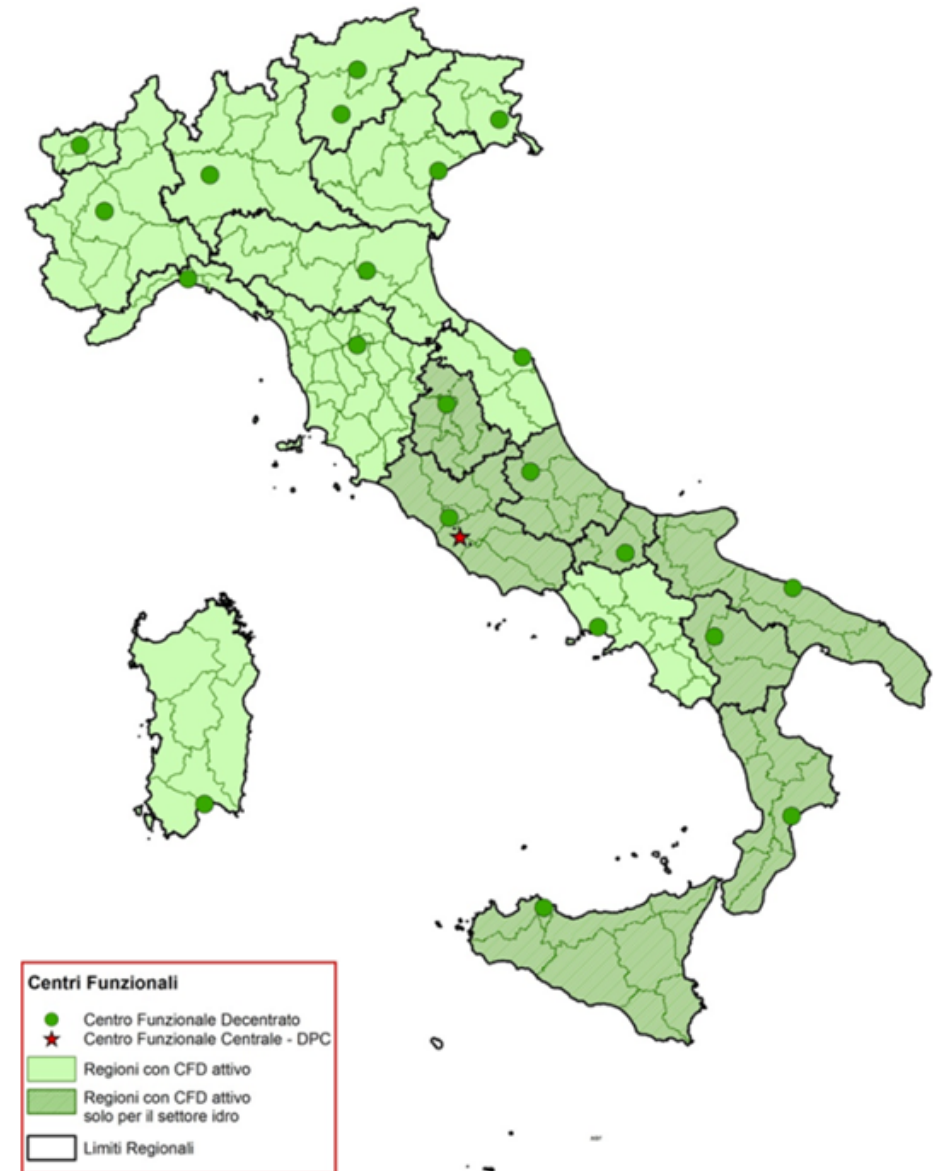 Centri Funzionali
Centro Funzionale Decentrato
Centro Funzionale Centrale - DPC
Regioni con CFD attivo
Regioni con CFD attivo
solo per il settore idro
Limiti Regionali